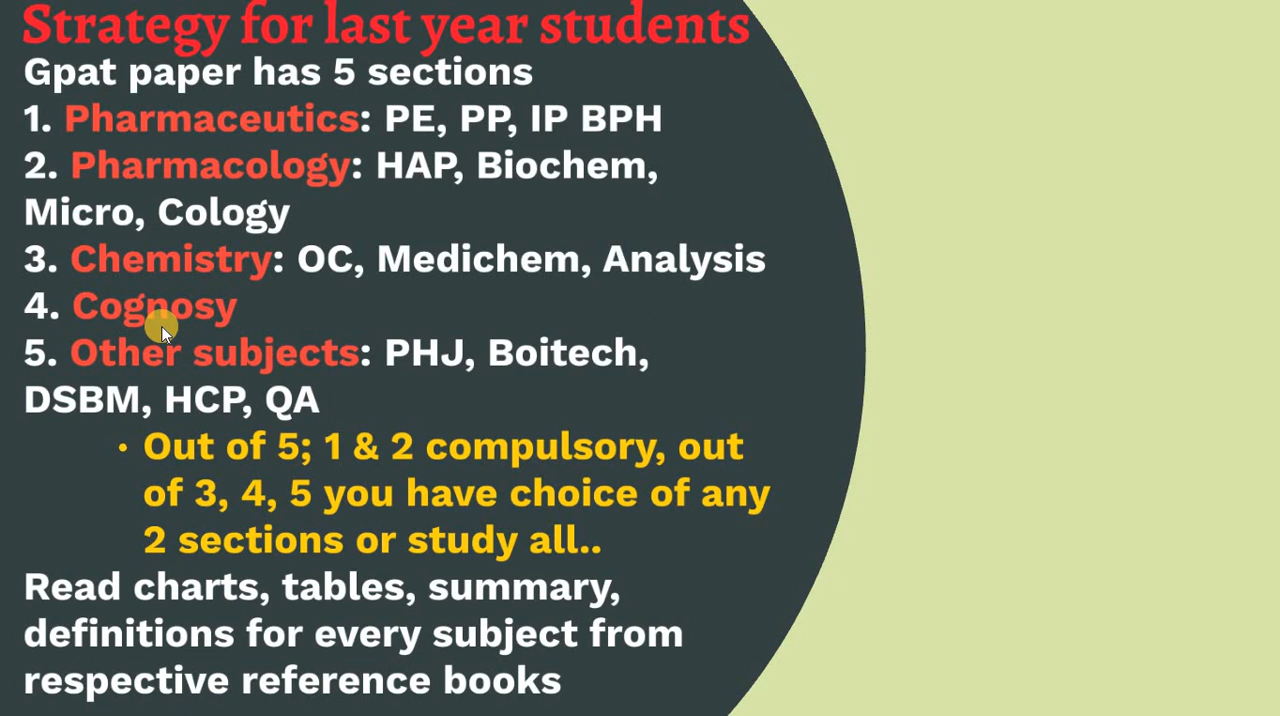 Strategy for last year students
Gpat paper has 5 sections
1. Pharmaceutics: PE, PP, IP BPH
2. Pharmacology: HAP, Biochem,
Micro, Cology
3. Chemistry: OC, Medichem, Analysis
4. Cognosy
5. Other subjects: PHJ, Boitech,
DSBM, HCP, QA
• Out of 5; 1 & 2 compulsory, out
of 3, 4, 5 you have choice of any
2 sections or study all..
Read charts, tables, summary,
definitions for every subject from
respective reference books